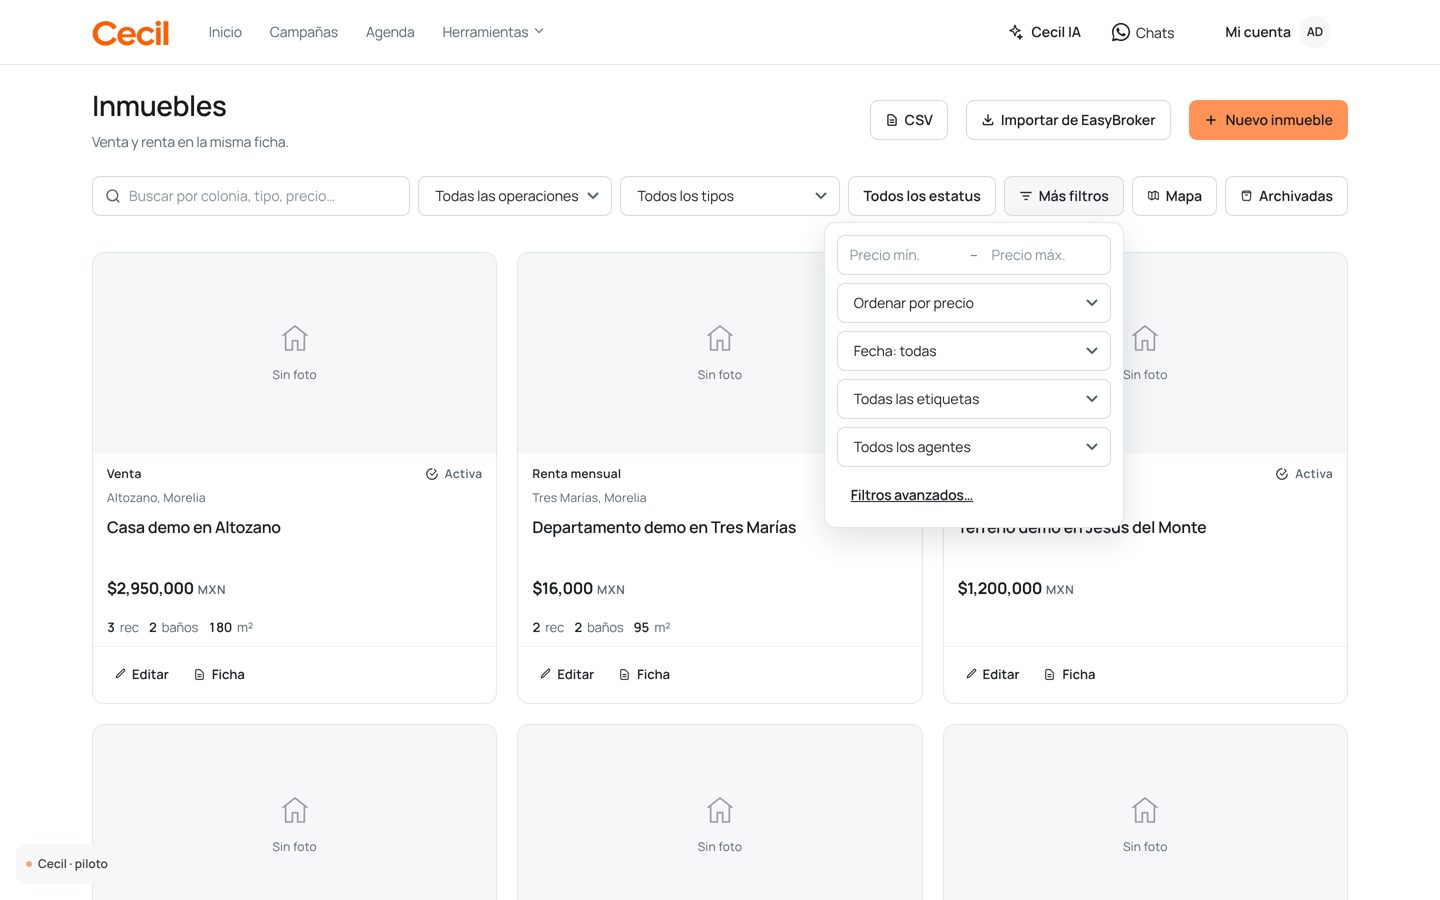 Cecil
Inicio
Campañas
Agenda
Herramientas
Cecil IA
Chats
Mi cuenta
AD
Inmuebles
Venta y renta en la misma ficha.
CSV
Importar de EasyBroker
Nuevo inmueble
Buscar por colonia, tipo, precio...
Todas las operaciones
Todos los tipos
Todos los estatus
Más filtros
Mapa
Archivadas
Precio mín. – Precio máx.
Ordenar por precio
Fecha: todas
Todas las etiquetas
Todos los agentes
Filtros avanzados...
Sin foto
Venta
Activa
Altozano, Morelia
Casa demo en Altozano
$2,950,000 MXN
3 rec 2 baños 180 m²
Editar
Ficha
Sin foto
Renta mensual
Tres Marías, Morelia
Departamento demo en Tres Marías
$16,000 MXN
2 rec 2 baños 95 m²
Editar
Ficha
Sin foto
Activa
Terreno demo en Jesús del Monte
$1,200,000 MXN
Editar
Ficha
Sin foto
Sin foto
Sin foto
Cecil · piloto